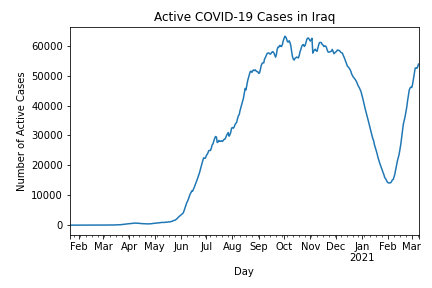 Active COVID-19 Cases in Iraq
Number of Active Cases
60000
50000
40000
30000
20000
10000
0
Feb Mar Apr May Jun Jul Aug Sep Oct Nov Dec Jan Feb Mar
2021
Day